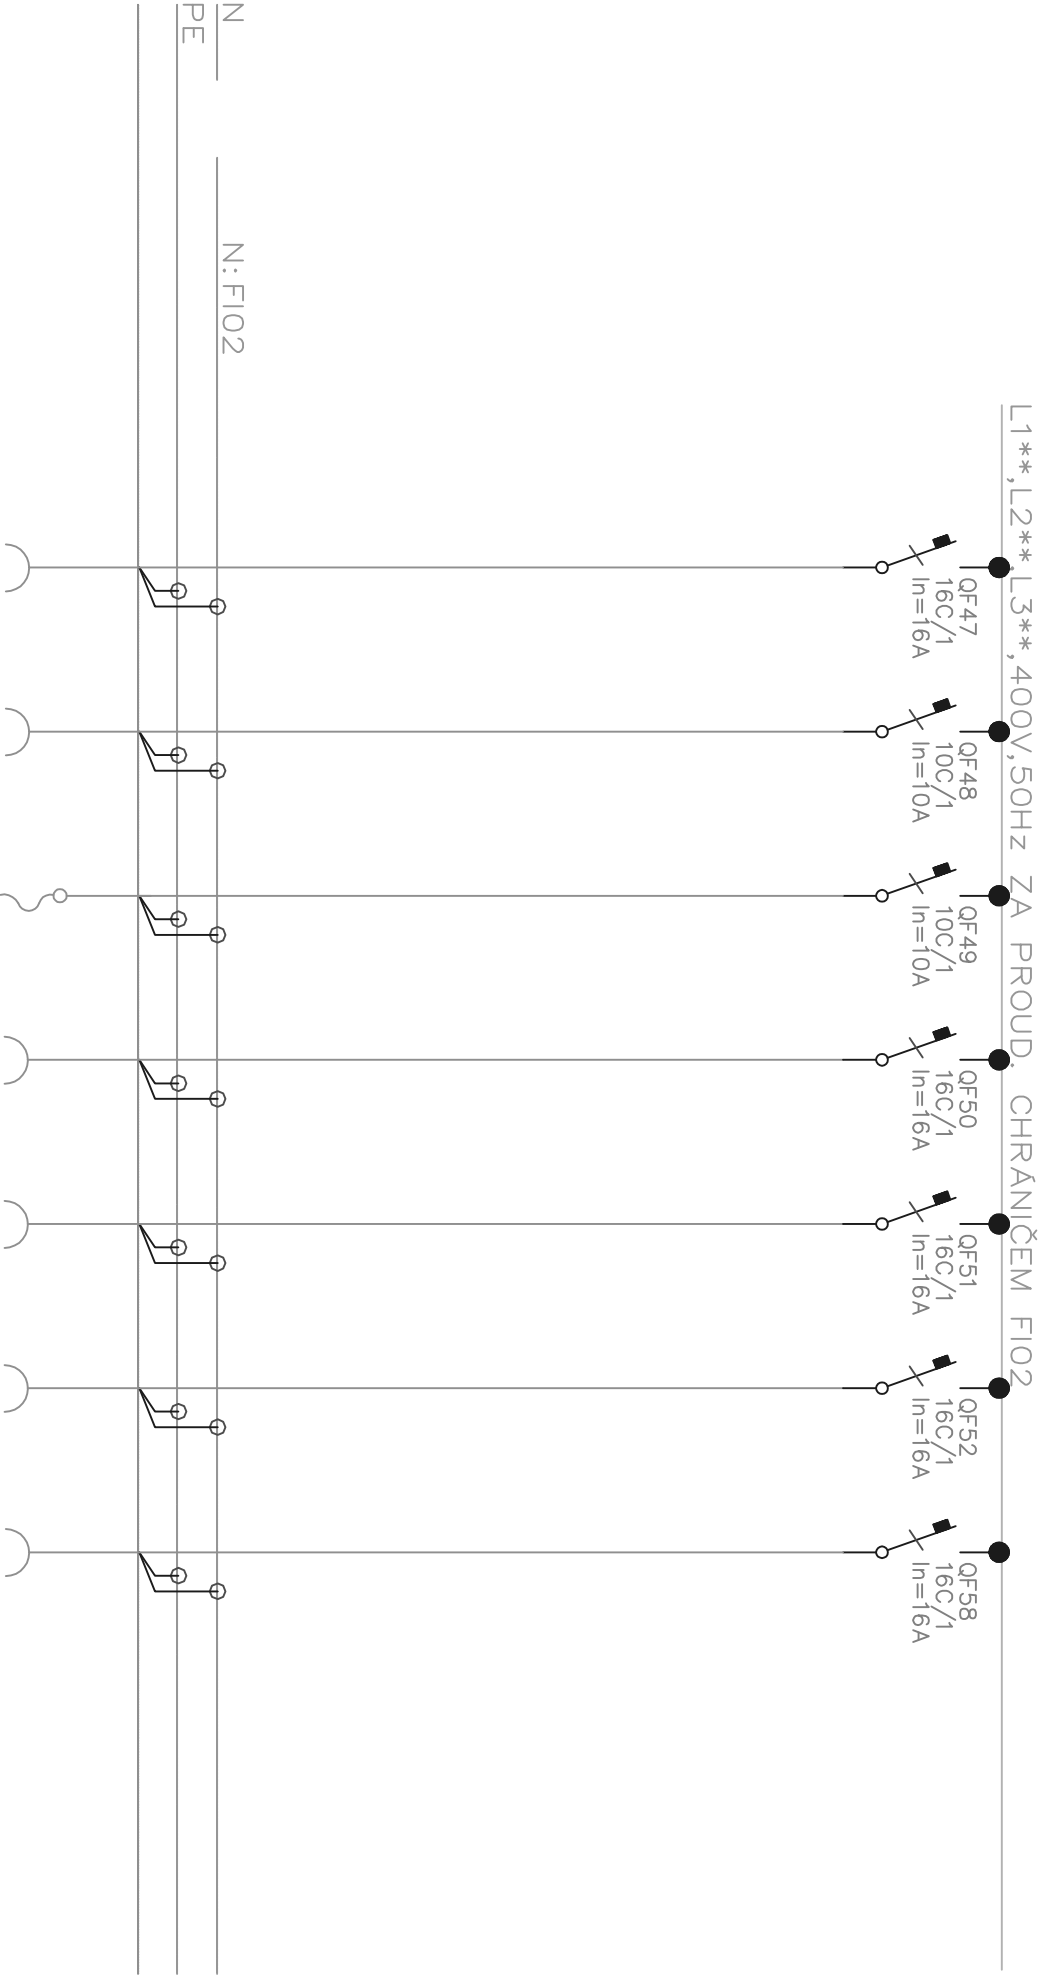 L1**,L2**,L3**,400V,50Hz ZA PROUD. CHRÁNIČEM FI02
QF47
16C/1
In=16A
QF48
10C/1
In=10A
QF49
10C/1
In=10A
QF50
16C/1
In=16A
QF51
16C/1
In=16A
QF52
16C/1
In=16A
QF58
16C/1
In=16A
N
N:FI02
PE